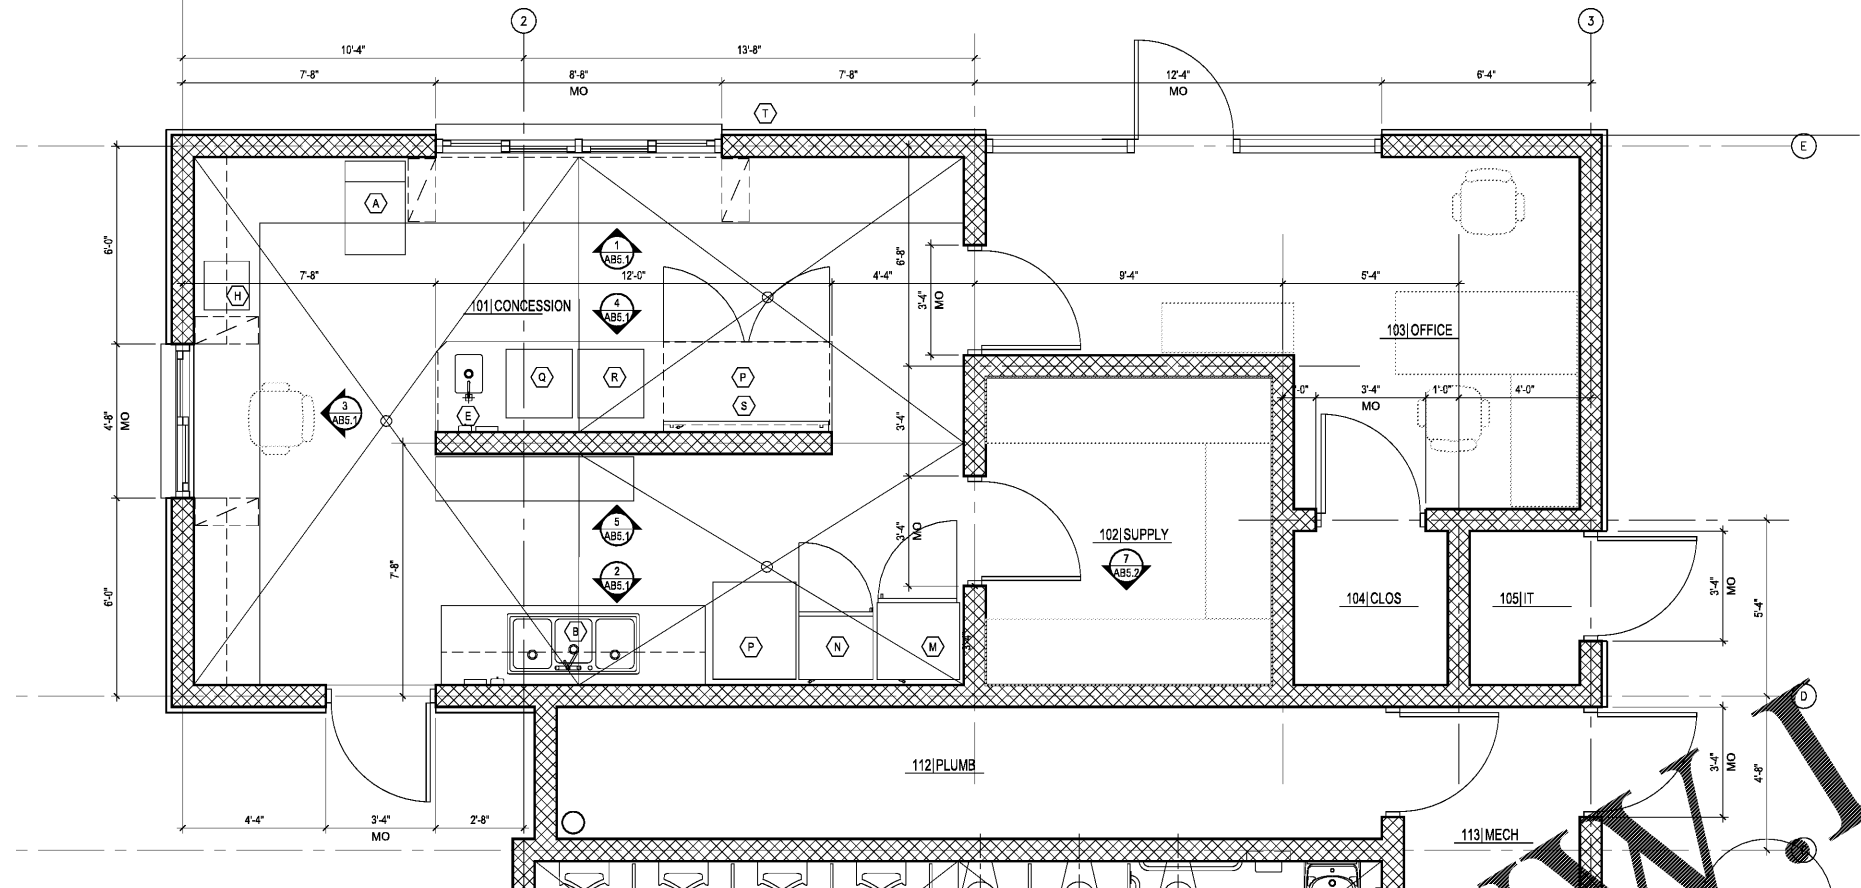 2
3
10'-4"
13'-8"
7'-8"
8'-8"
MO
7'-8"
12'-4"
MO
6'-4"
T
E
A
6'-0"
1
AB5.1
6'-8"
7'-8"
12'-0"
4'-4"
9'-4"
5'-4"
H
3'-4"
MO
101|CONCESSION
4
AB5.1
103|OFFICE
Q
R
P
S
E
3
AB5.1
4'-8"
MO
3'-4"
3'-4"
MO
1'-0"
4'-0"
5
AB5.1
3'-4"
MO
102|SUPPLY
7
AB5.2
7'-8"
2
AB5.1
6'-0"
104|CLOS
105|IT
3'-4"
MO
5'-4"
B
P
N
M
D
112|PLUMB
3'-4"
MO
4'-8"
4'-4"
3'-4"
MO
2'-8"
113|MECH
W